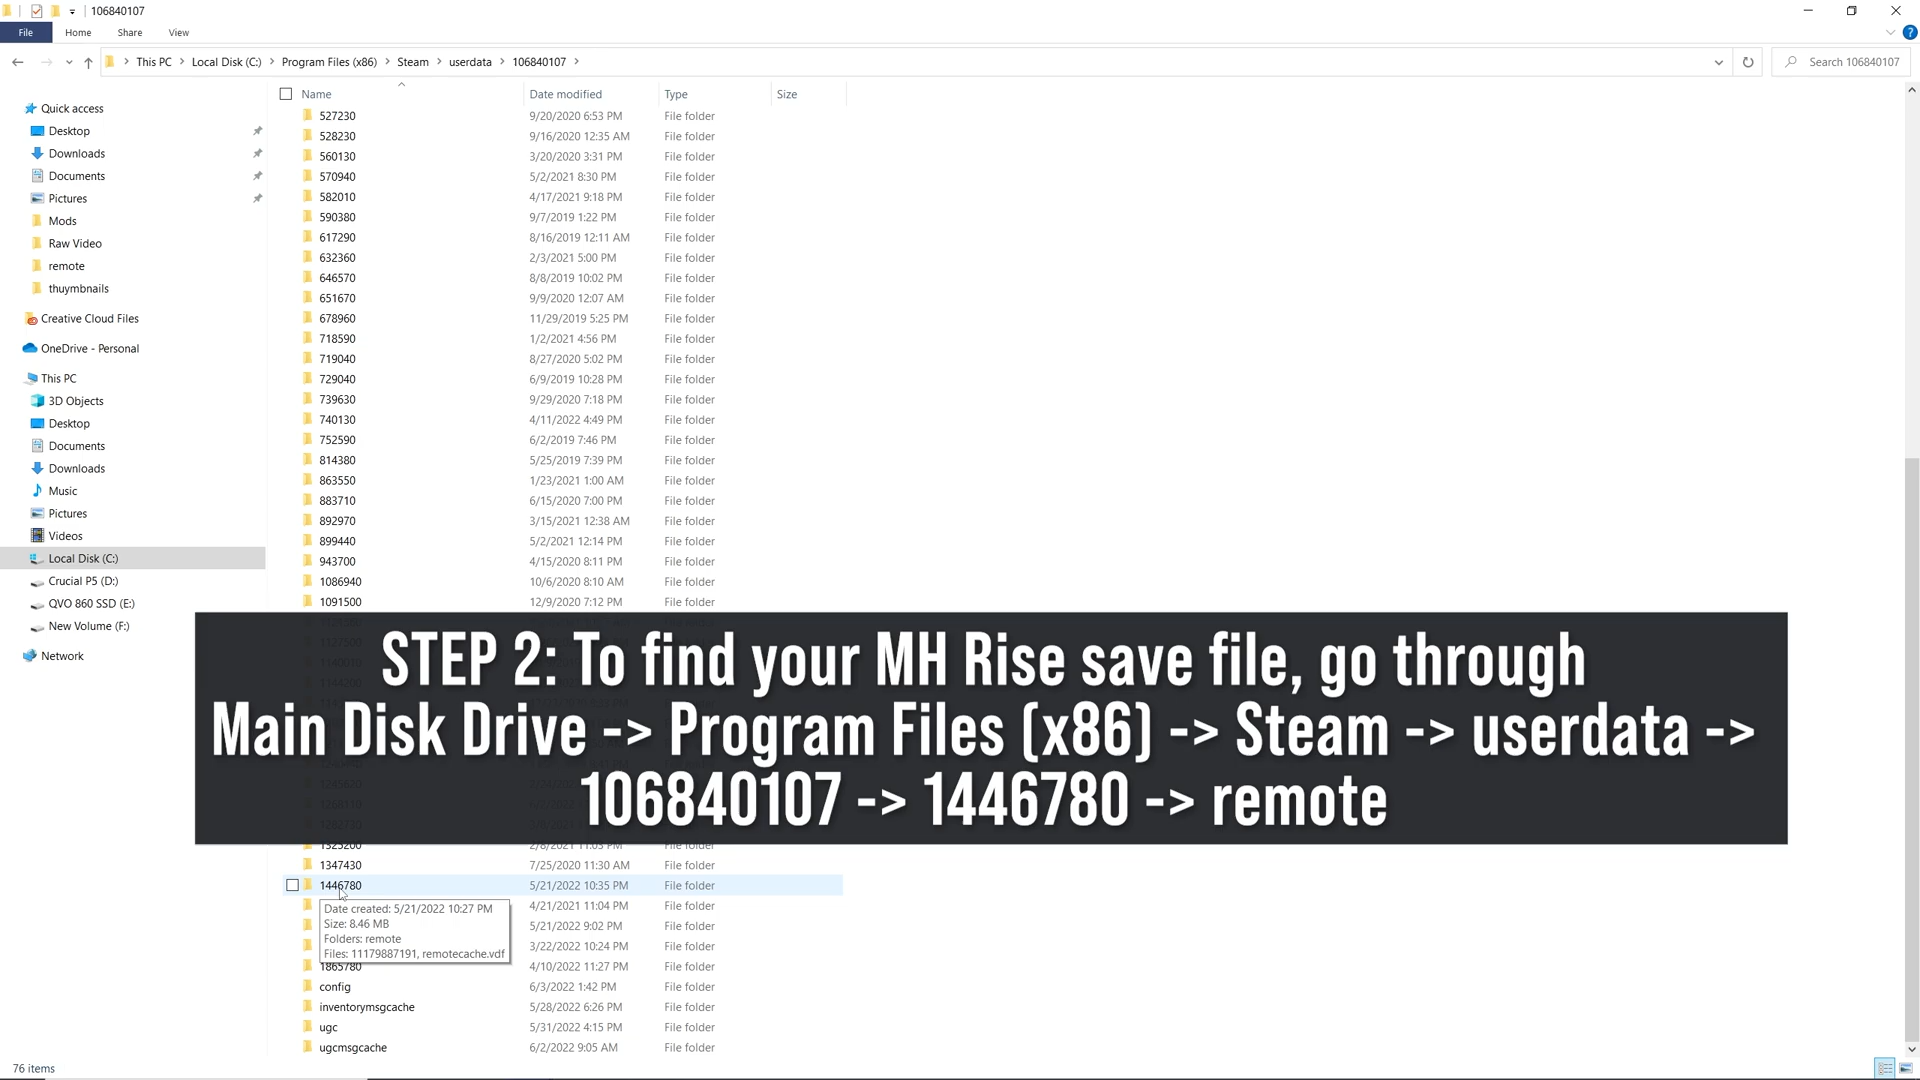 106840107
File
Home
Share
View
This PC
Local Disk (C:)
Program Files (x86)
Steam
userdata
106840107
Search 106840107
Name
Date modified
Type
Size
Quick access
Desktop
Downloads
Documents
Pictures
Mods
Raw Video
remote
thuymbnails
Creative Cloud Files
OneDrive - Personal
This PC
3D Objects
Desktop
Documents
Downloads
Music
Pictures
Videos
Local Disk (C:)
Crucial P5 (D:)
QVO 860 SSD (E:)
New Volume (F:)
Network
527230 9/20/2020 6:53 PM File folder
528230 9/16/2020 12:35 AM File folder
560130 3/20/2020 3:31 PM File folder
570940 5/2/2021 8:30 PM File folder
582010 4/17/2021 9:18 PM File folder
590380 9/7/2019 1:22 PM File folder
617290 8/16/2019 12:11 AM File folder
632360 2/3/2021 5:00 PM File folder
646570 8/8/2019 10:02 PM File folder
651670 9/9/2020 12:07 AM File folder
678960 11/29/2019 5:25 PM File folder
718590 1/2/2021 4:56 PM File folder
719040 8/27/2020 5:02 PM File folder
729040 6/9/2019 10:28 PM File folder
739630 9/29/2020 7:18 PM File folder
740130 4/11/2022 4:49 PM File folder
752590 6/2/2019 7:46 PM File folder
814380 5/25/2019 7:39 PM File folder
863550 1/23/2021 1:00 AM File folder
883710 6/15/2020 7:00 PM File folder
892970 3/15/2021 12:38 AM File folder
899440 5/2/2021 12:14 PM File folder
943700 4/15/2020 8:11 PM File folder
1086940 10/6/2020 8:10 AM File folder
1091500 12/9/2020 7:12 PM File folder
STEP 2: To find your MH Rise save file, go through
Main Disk Drive -> Program Files (x86) -> Steam -> userdata ->
106840107 -> 1446780 -> remote
1325200 2/8/2021 11:03 PM File folder
1347430 7/25/2020 11:30 AM File folder
1446780 5/21/2022 10:35 PM File folder
4/21/2021 11:04 PM File folder
5/21/2022 9:02 PM File folder
3/22/2022 10:24 PM File folder
Date created: 5/21/2022 10:27 PM
Size: 8.46 MB
Folders: remote
Files: 11179887191, remotecache.vdf
1865780 4/10/2022 11:27 PM File folder
config 6/3/2022 1:42 PM File folder
inventorymsgcache 5/28/2022 6:26 PM File folder
ugc 5/31/2022 4:15 PM File folder
ugcmsgcache 6/2/2022 9:05 AM File folder
76 items